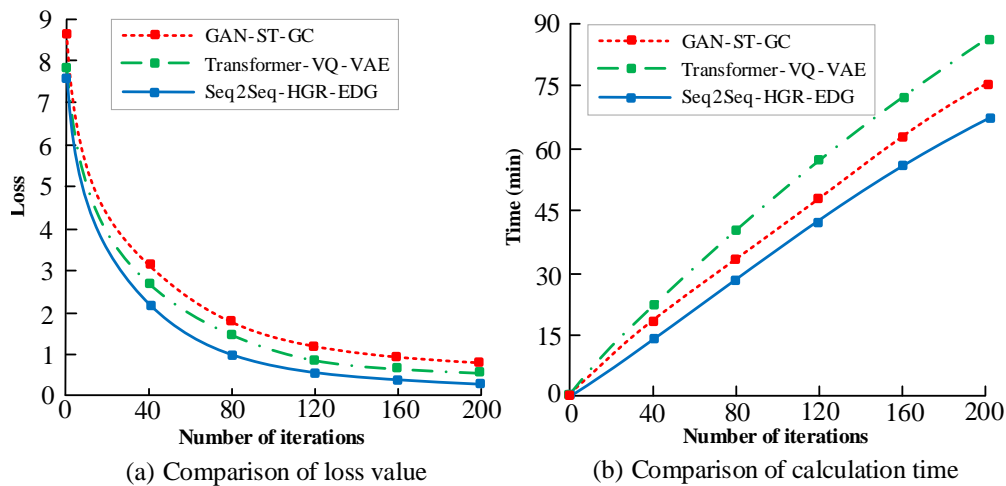 9
8
7
6
5
4
3
2
1
0
Loss
GAN-ST-GC
Transformer-VQ-VAE
Seq2Seq-HGR-EDG
0 40 80 120 160 200
Number of iterations
(a) Comparison of loss value
90
75
60
45
30
15
0
Time (min)
GAN-ST-GC
Transformer-VQ-VAE
Seq2Seq-HGR-EDG
0 40 80 120 160 200
Number of iterations
(b) Comparison of calculation time